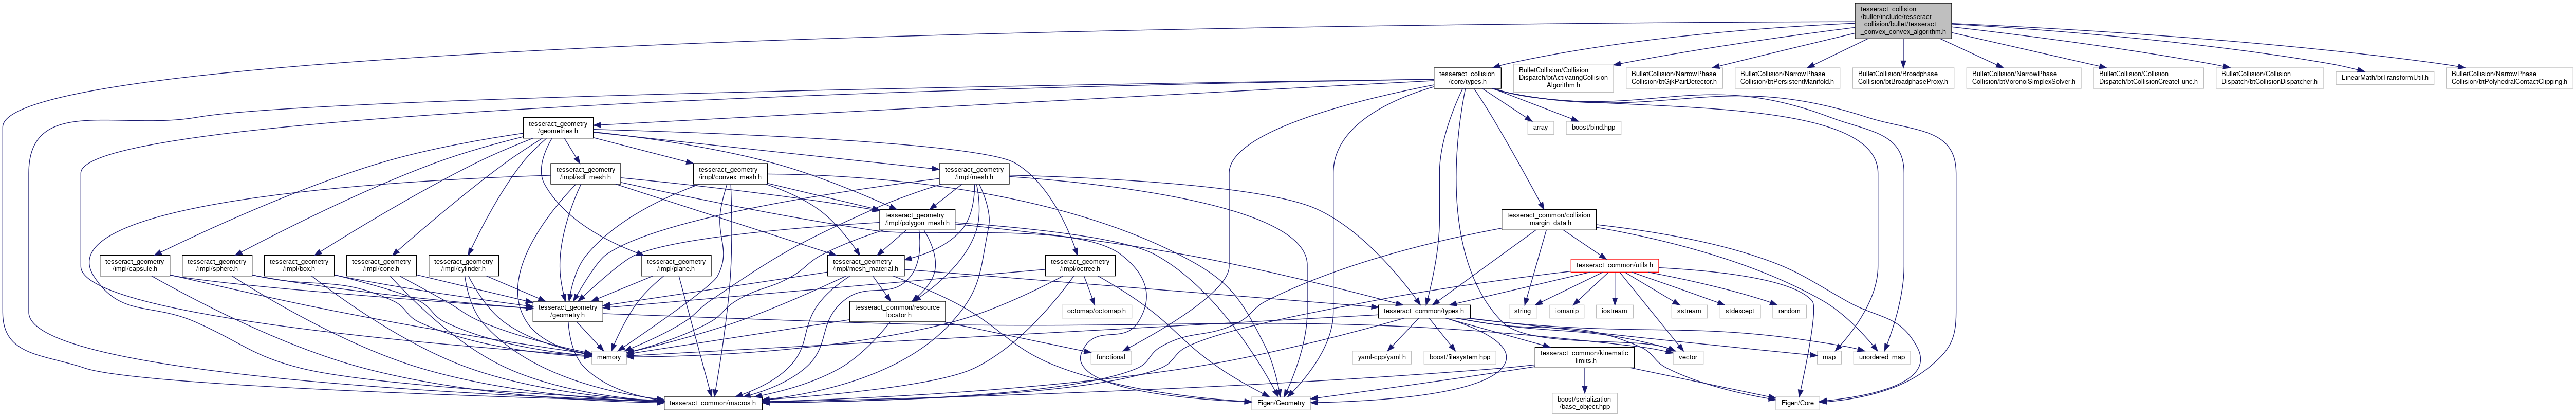 tesseract_collision
/bullet/include/tesseract
_collision/bullet/tesseract
_convex_convex_algorithm.h
tesseract_collision
/core/types.h
BulletCollision/Collision
Dispatch/btActivatingCollision
Algorithm.h
BulletCollision/NarrowPhase
Collision/btGjkPairDetector.h
BulletCollision/NarrowPhase
Collision/btPersistentManifold.h
BulletCollision/Broadphase
Collision/btBroadphaseProxy.h
BulletCollision/NarrowPhase
Collision/btVoronoiSimplexSolver.h
BulletCollision/Collision
Dispatch/btCollisionCreateFunc.h
BulletCollision/Collision
Dispatch/btCollisionDispatcher.h
LinearMath/btTransformUtil.h
BulletCollision/NarrowPhase
Collision/btPolyhedralContactClipping.h
tesseract_geometry
/geometries.h
array
boost/bind.hpp
tesseract_geometry
/impl/sdf_mesh.h
tesseract_geometry
/impl/convex_mesh.h
tesseract_geometry
/impl/mesh.h
tesseract_geometry
/impl/polygon_mesh.h
tesseract_common/collision
_margin_data.h
tesseract_geometry
/impl/capsule.h
tesseract_geometry
/impl/sphere.h
tesseract_geometry
/impl/box.h
tesseract_geometry
/impl/cone.h
tesseract_geometry
/impl/cylinder.h
tesseract_geometry
/impl/plane.h
tesseract_geometry
/impl/mesh_material.h
tesseract_geometry
/impl/octree.h
tesseract_common/utils.h
tesseract_geometry
/geometry.h
tesseract_common/resource
_locator.h
octomap/octomap.h
tesseract_common/types.h
string
iomanip
iostream
sstream
stdexcept
random
memory
functional
yaml-cpp/yaml.h
boost/filesystem.hpp
tesseract_common/kinematic
_limits.h
vector
map
unordered_map
tesseract_common/macros.h
Eigen/Geometry
boost/serialization
/base_object.hpp
Eigen/Core